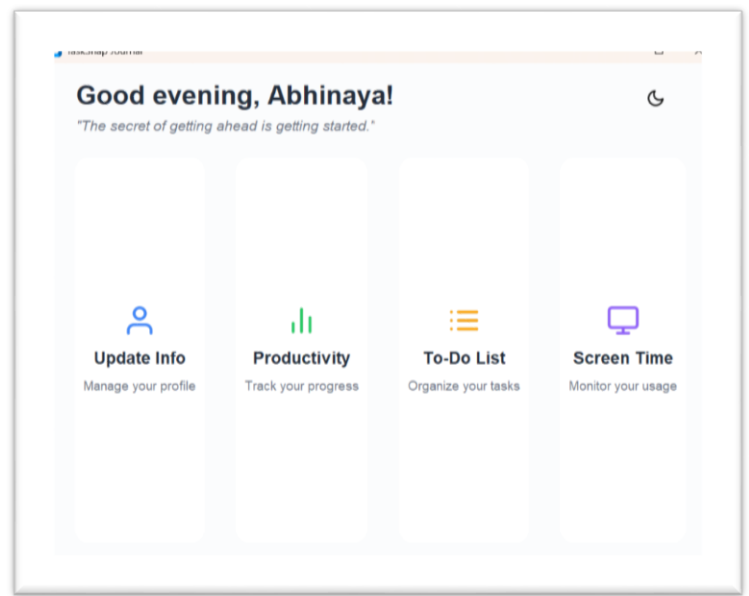 Good evening, Abhinaya!
"The secret of getting ahead is getting started."
Update Info
Manage your profile
Productivity
Track your progress
To-Do List
Organize your tasks
Screen Time
Monitor your usage